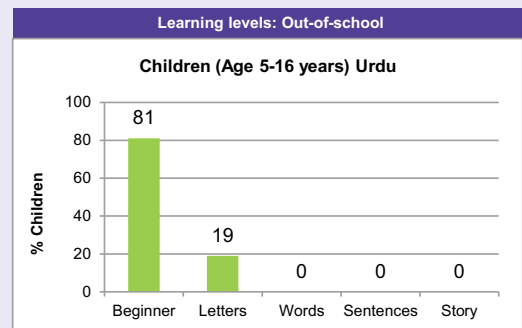 Learning levels: Out-of-school
Children (Age 5-16 years) Urdu
% Children
100
80
60
40
20
0
81
19
0
0
0
Beginner Letters Words Sentences Story